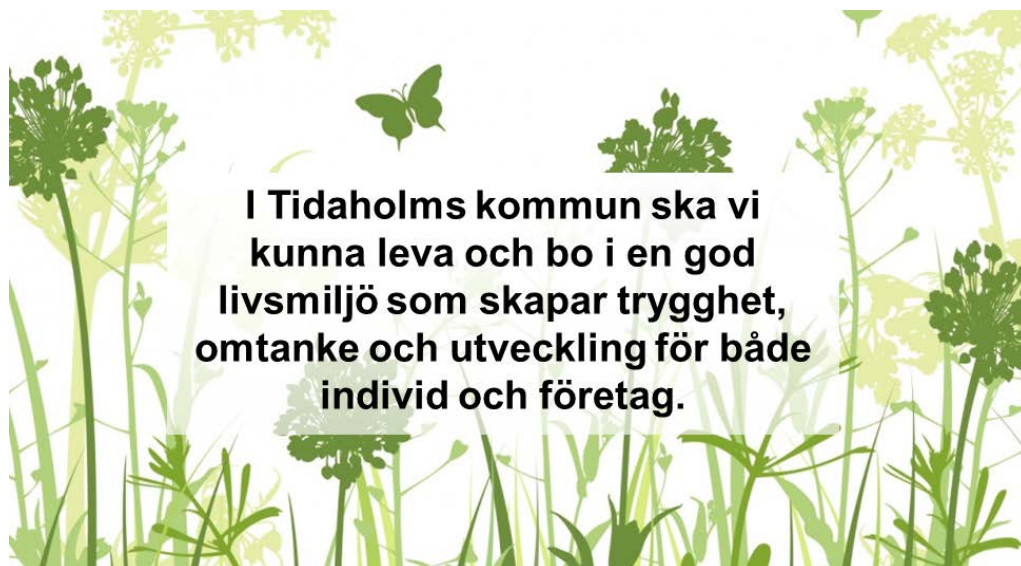 I Tidaholms kommun ska vi
kunna leva och bo i en god
livsmiljö som skapar trygghet,
omtanke och utveckling för både
individ och företag.